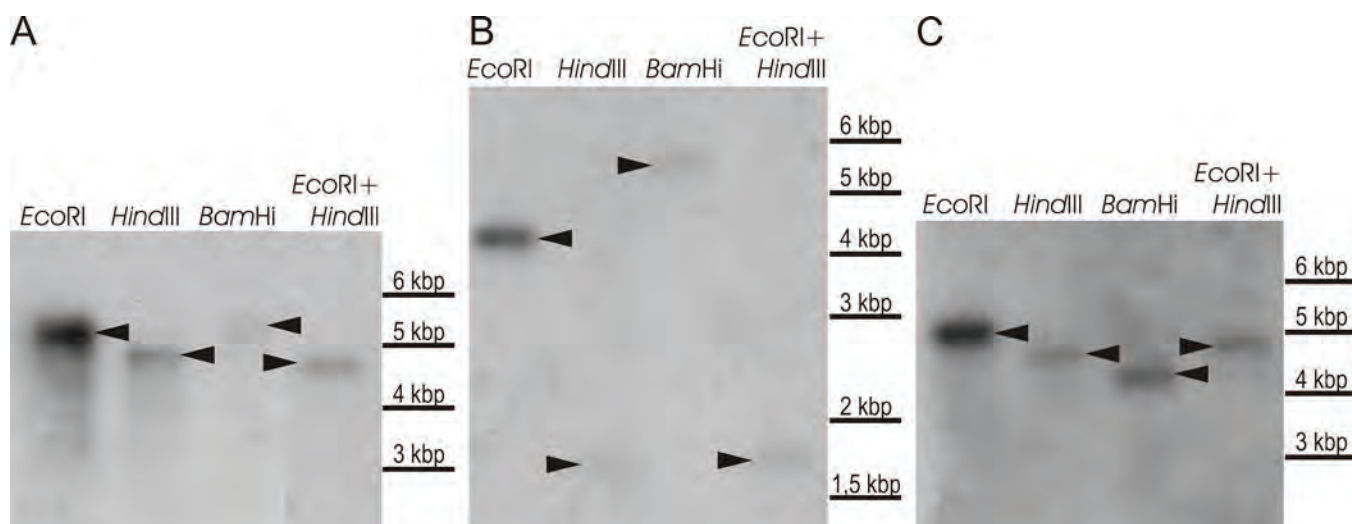 A
EcoRI HindIII BamHi EcoRI+
HindIII
6 kbp
5 kbp
4 kbp
3 kbp
B
EcoRI HindIII BamHi EcoRI+
HindIII
6 kbp
5 kbp
4 kbp
3 kbp
2 kbp
1,5 kbp
C
EcoRI HindIII BamHi EcoRI+
HindIII
6 kbp
5 kbp
4 kbp
3 kbp